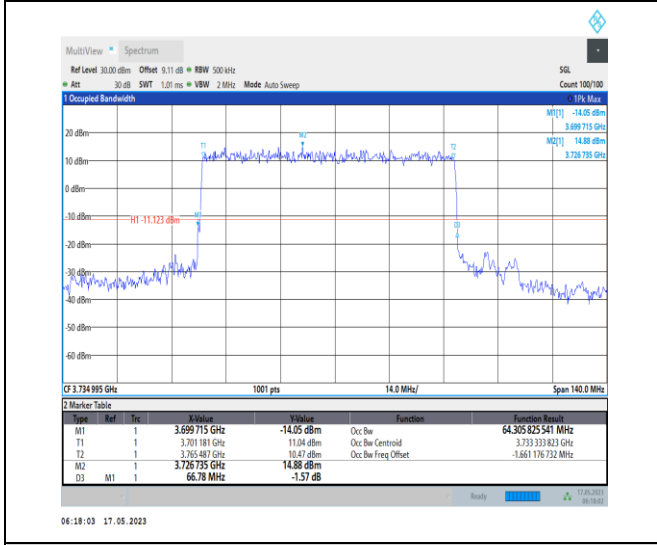 MultiView Spectrum
Ref Level 30.00 dBm Offset 9.11 dB RBW 500 kHz SGL
Att 30 dB SWT 1.01 ms VBW 2 MHz Mode Auto Sweep Count 100/100
1 Occupied Bandwidth 1Pk Max
M1[1] -14.05 dBm
3.699 715 GHz
M2[1] 14.88 dBm
3.726 735 GHz
20 dBm
M2
T1
T2
10 dBm
0 dBm
-10 dBm
H1 -11.123 dBm
M1
D3
-20 dBm
-30 dBm
-40 dBm
-50 dBm
-60 dBm
CF 3.734 995 GHz 1001 pts 14.0 MHz/ Span 140.0 MHz
2 Marker Table
Type Ref Trc X-Value Y-Value Function Function Result
M1 1 3.699 715 GHz -14.05 dBm Occ Bw 64.305 825 541 MHz
T1 1 3.701 181 GHz 11.04 dBm Occ Bw Centroid 3.733 333 823 GHz
T2 1 3.765 487 GHz 10.47 dBm Occ Bw Freq Offset -1.661 176 732 MHz
M2 1 3.726 735 GHz 14.88 dBm
D3 M1 1 66.78 MHz -1.57 dB
Ready 17.05.2023
06:18:02
06:18:03 17.05.2023